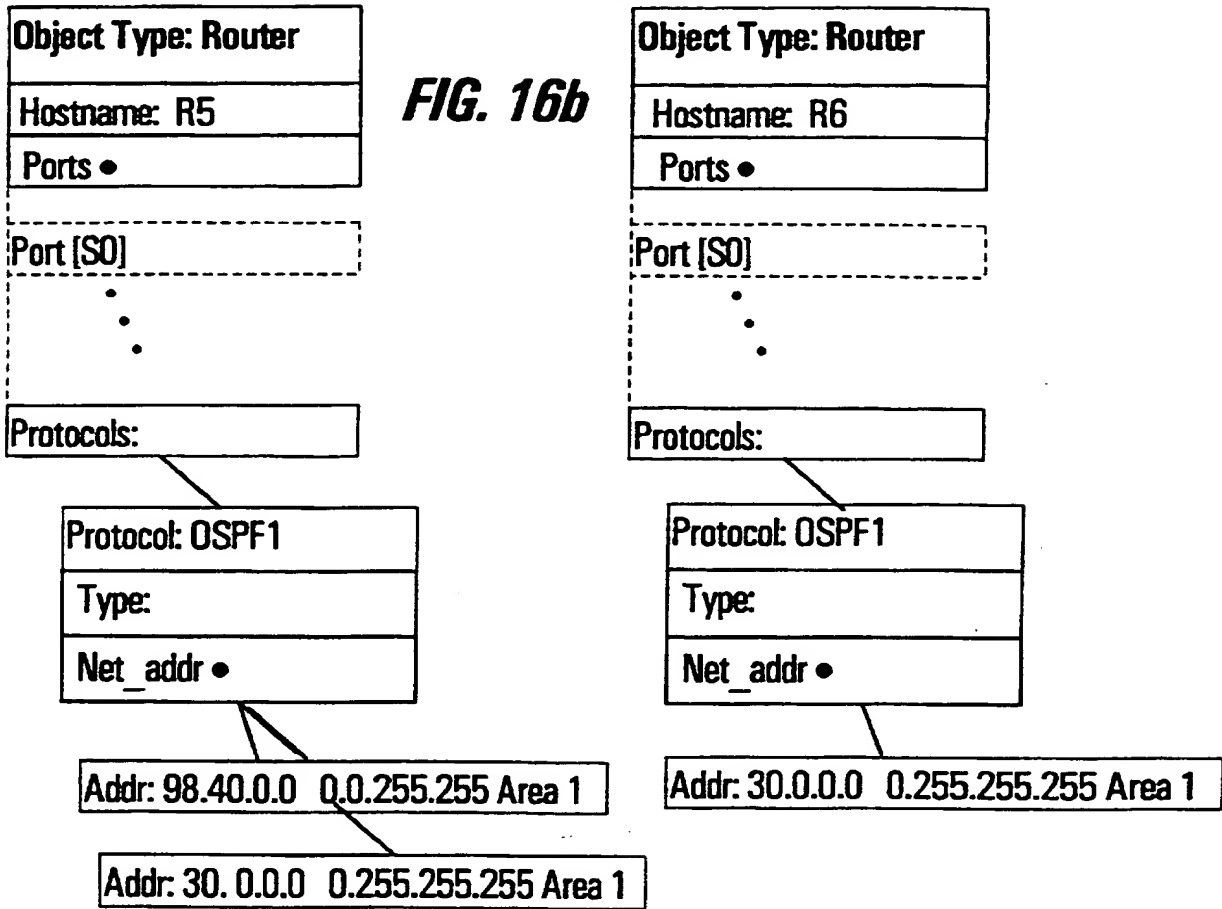 Object Type: Router
Hostname: R5
Ports
Port [S0]
Protocols:
Protocol: OSPF1
Type:
Net_addr
Addr: 98.40.0.0 0.0.255.255 Area 1
Addr: 30. 0.0.0 0.255.255.255 Area 1
FIG. 16b
Object Type: Router
Hostname: R6
Ports
Port [S0]
Protocols:
Protocol: OSPF1
Type:
Net_addr
Addr: 30.0.0.0 0.255.255.255 Area 1